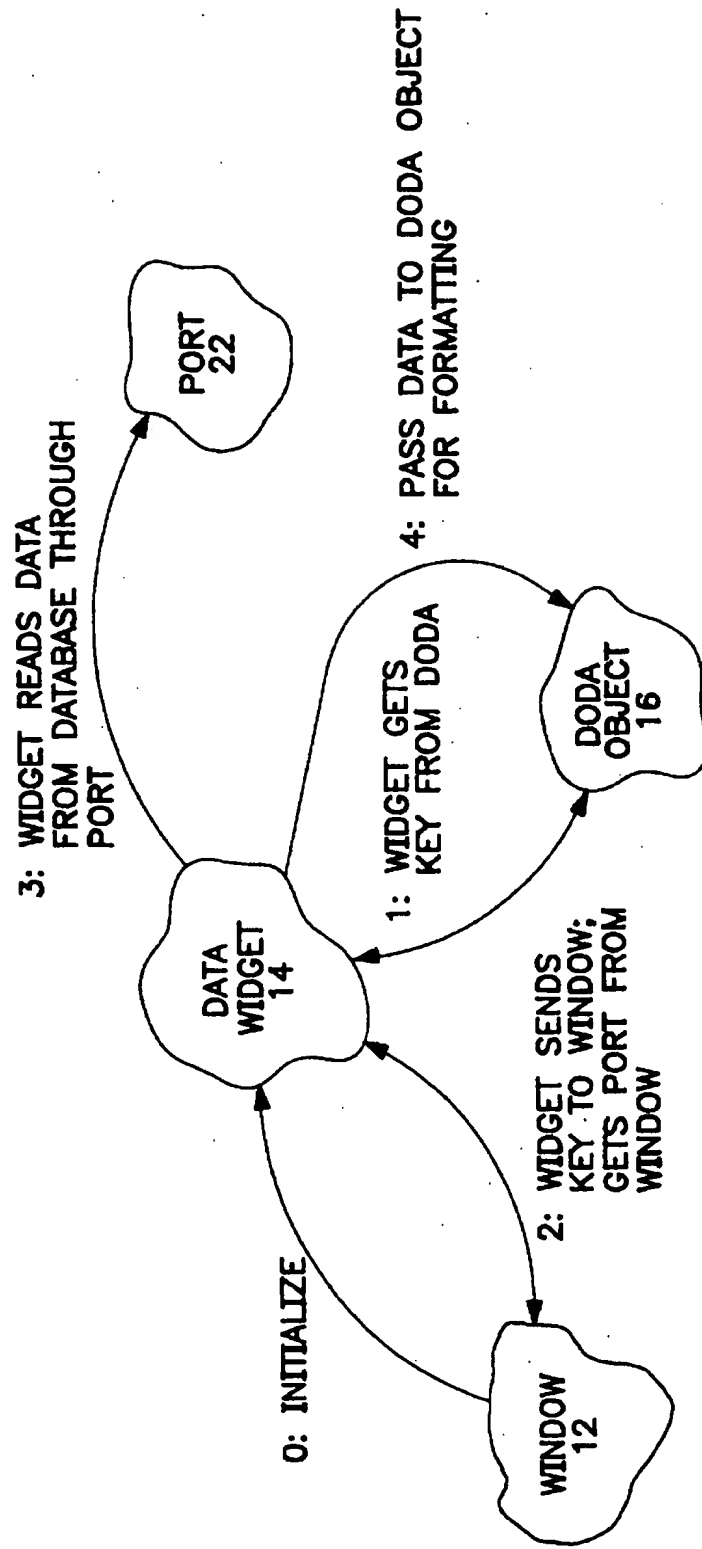 3: WIDGET READS DATA
FROM DATABASE THROUGH
PORT
PORT
22
0: INITIALIZE
DATA
WIDGET
14
1: WIDGET GETS
KEY FROM DODA
4: PASS DATA TO DODA OBJECT
FOR FORMATTING
WINDOW
12
2: WIDGET SENDS
KEY TO WINDOW;
GETS PORT FROM
WINDOW
DODA
OBJECT
16